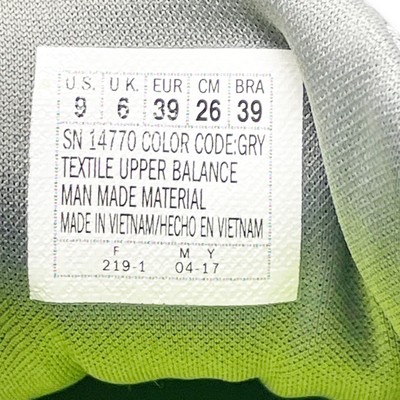 U.S. U.K. EUR CM BRA
9 6 39 26 39
SN 14770 COLOR CODE:GRY
TEXTILE UPPER BALANCE
MAN MADE MATERIAL
MADE IN VIETNAM/HECHO EN VIETNAM
F M Y
219-1 04-17